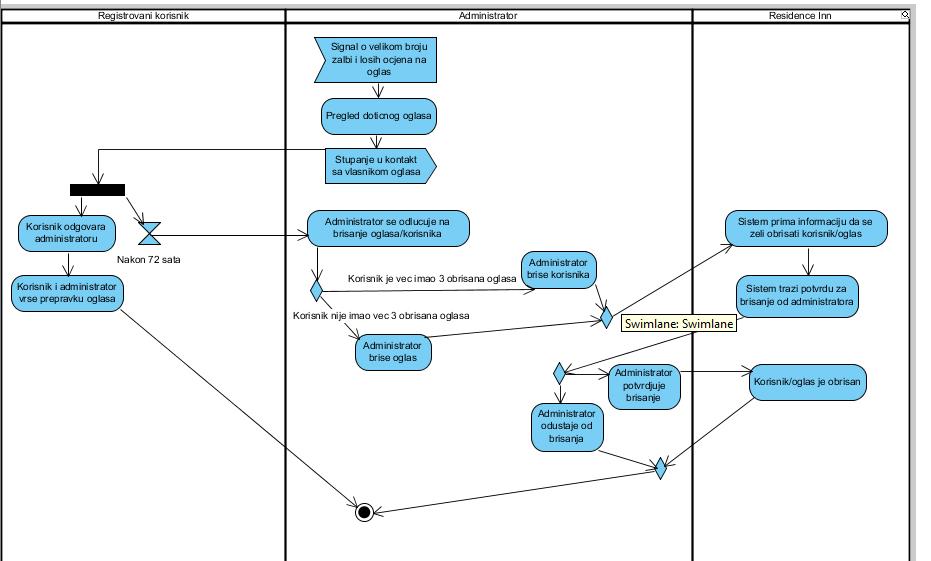 Registrovani korisnik
Administrator
Residence Inn
Signal o velikom broju
zalbi i losih ocjena na
oglas
Pregled doticnog oglasa
Stupanje u kontakt
sa vlasnikom oglasa
Korisnik odgovara
administratoru
Nakon 72 sata
Korisnik i administrator
vrse prepravku oglasa
Administrator se odlucuje na
brisanje oglasa/korisnika
Korisnik je vec imao 3 obrisana oglasa
Administrator
brise korisnika
Korisnik nije imao vec 3 obrisana oglasa
Administrator
brise oglas
Sistem prima informaciju da se
zeli obrisati korisnik/oglas
Sistem trazi potvrdu za
brisanje od administratora
Swimlane: Swimlane
Administrator
potvrdjuje
brisanje
Korisnik/oglas je obrisan
Administrator
odustaje od
brisanja